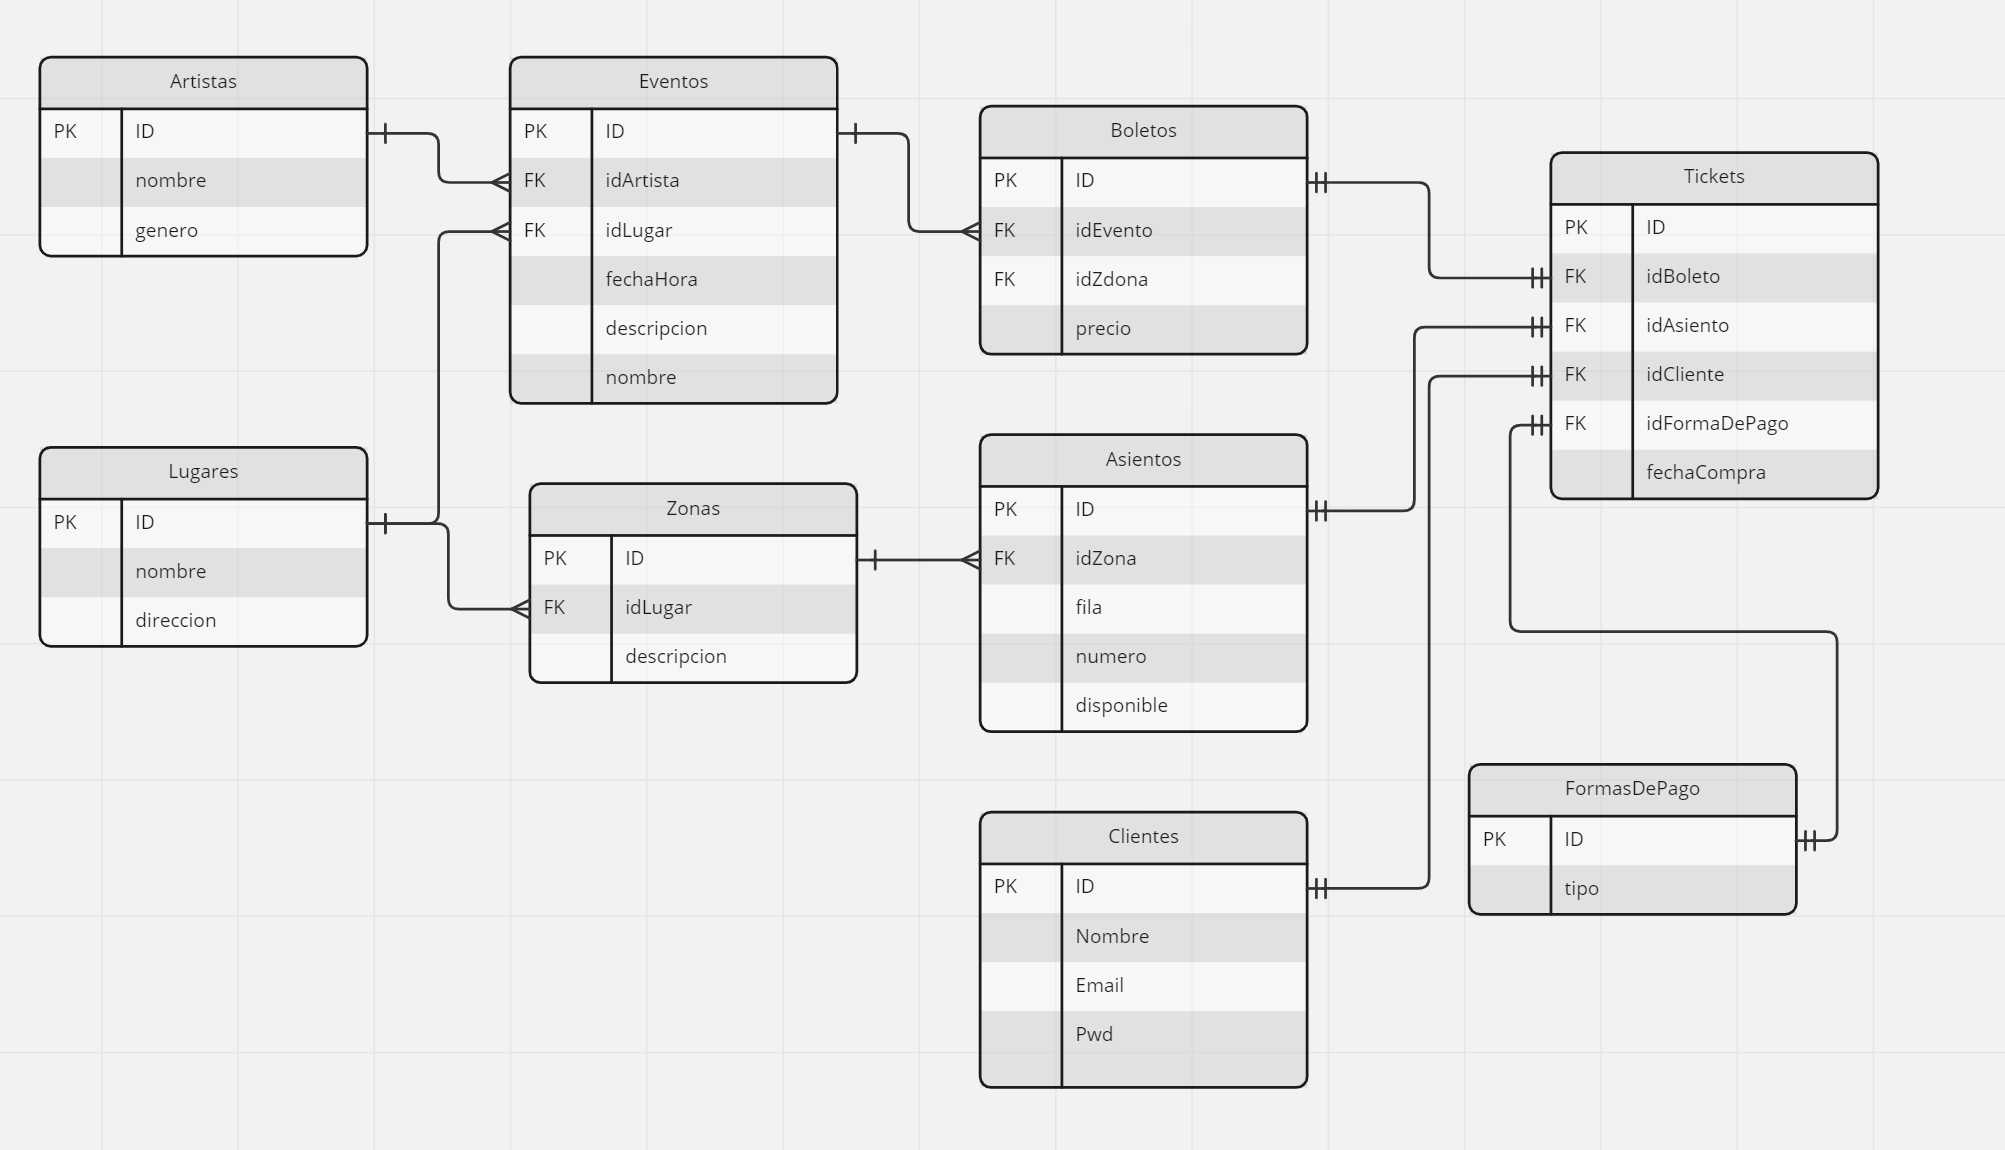 Artistas
PK ID
nombre
genero
Eventos
PK ID
FK idArtista
FK idLugar
fechaHora
descripcion
nombre
Boletos
PK ID
FK idEvento
FK idZdona
precio
Tickets
PK ID
FK idBoleto
FK idAsiento
FK idCliente
FK idFormaDePago
fechaCompra
Lugares
PK ID
nombre
direccion
Zonas
PK ID
FK idLugar
descripcion
Asientos
PK ID
FK idZona
fila
numero
disponible
Clientes
PK ID
Nombre
Email
Pwd
FormasDePago
PK ID
tipo